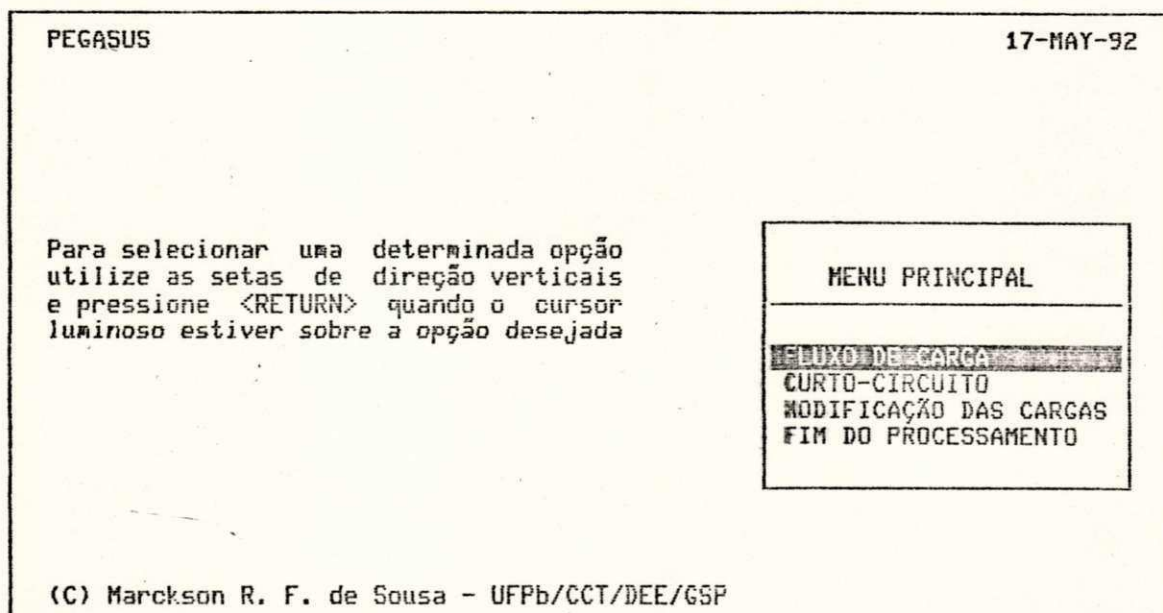 PEGASUS 17-MAY-92
Para selecionar uma determinada opção
utilize as setas de direção verticais
e pressione <RETURN> quando o cursor
luminoso estiver sobre a opção desejada
MENU PRINCIPAL
FLUXO DE CARGA
CURTO-CIRCUITO
MODIFICAÇÃO DAS CARGAS
FIM DO PROCESSAMENTO
(C) Marckson R. F. de Sousa - UFPb/CCT/DEE/GSP